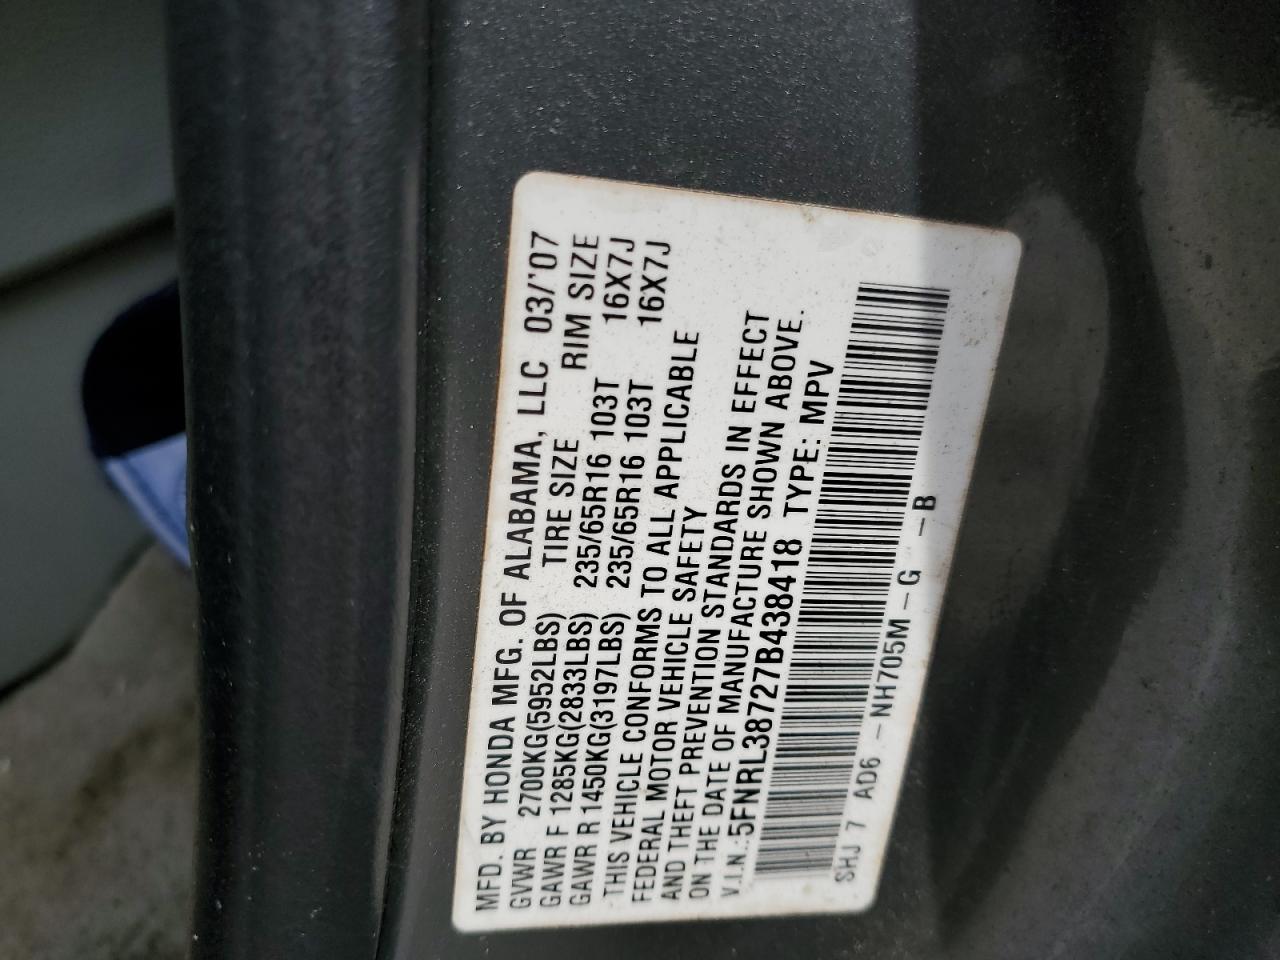 MFD. BY HONDA MFG. OF ALABAMA, LLC 03/'07
GVWR 2700KG(5952LBS) TIRE SIZE RIM SIZE
GAWR F 1285KG(2833LBS) 235/65R16 103T 16X7J
GAWR R 1450KG(3197LBS) 235/65R16 103T 16X7J
THIS VEHICLE CONFORMS TO ALL APPLICABLE
FEDERAL MOTOR VEHICLE SAFETY
AND THEFT PREVENTION STANDARDS IN EFFECT
ON THE DATE OF MANUFACTURE SHOWN ABOVE.
V.I.N.:5FNRL38727B438418 TYPE: MPV
SHJ 7 AD6 -NH705M-G -B